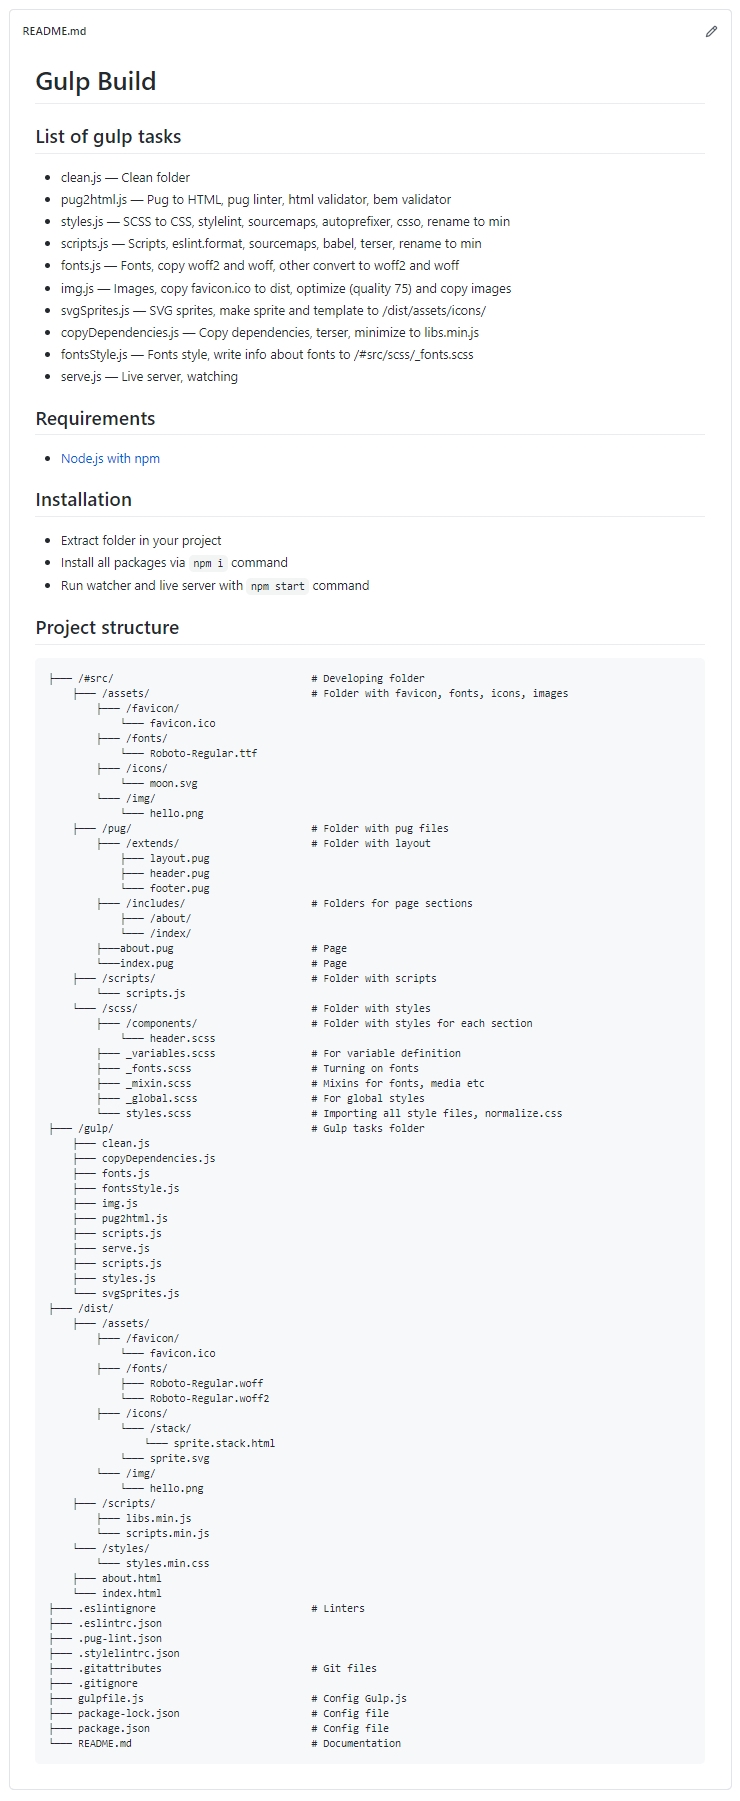 README.md
Gulp Build
List of gulp tasks
clean.js — Clean folder
pug2html.js — Pug to HTML, pug linter, html validator, bem validator
styles.js — SCSS to CSS, stylelint, sourcemaps, autoprefixer, csso, rename to min
scripts.js — Scripts, eslint.format, sourcemaps, babel, terser, rename to min
fonts.js — Fonts, copy woff2 and woff, other convert to woff2 and woff
img.js — Images, copy favicon.ico to dist, optimize (quality 75) and copy images
svgSprites.js — SVG sprites, make sprite and template to /dist/assets/icons/
copyDependencies.js — Copy dependencies, terser, minimize to libs.min.js
fontsStyle.js — Fonts style, write info about fonts to /#src/scss/_fonts.scss
serve.js — Live server, watching
Requirements
Node.js with npm
Installation
Extract folder in your project
Install all packages via npm i command
Run watcher and live server with npm start command
Project structure
├── /#src/                                 # Developing folder
    ├── /assets/                           # Folder with favicon, fonts, icons, images
        ├── /favicon/
            └── favicon.ico
        ├── /fonts/
            └── Roboto-Regular.ttf
        ├── /icons/
            └── moon.svg
        └── /img/
            └── hello.png
    ├── /pug/                              # Folder with pug files
        ├── /extends/                      # Folder with layout
            ├── layout.pug
            ├── header.pug
            └── footer.pug
        ├── /includes/                     # Folders for page sections
            ├── /about/
            └── /index/
        ├──about.pug                       # Page
        └──index.pug                       # Page
    ├── /scripts/                          # Folder with scripts
        └── scripts.js
    └── /scss/                             # Folder with styles
        ├── /components/                   # Folder with styles for each section
            └── header.scss
        ├── _variables.scss                # For variable definition
        ├── _fonts.scss                    # Turning on fonts
        ├── _mixin.scss                    # Mixins for fonts, media etc
        ├── _global.scss                   # For global styles
        └── styles.scss                    # Importing all style files, normalize.css
├── /gulp/                                 # Gulp tasks folder
    ├── clean.js
    ├── copyDependencies.js
    ├── fonts.js
    ├── fontsStyle.js
    ├── img.js
    ├── pug2html.js
    ├── scripts.js
    ├── serve.js
    ├── scripts.js
    ├── styles.js
    └── svgSprites.js
├── /dist/
    ├── /assets/
        ├── /favicon/
            └── favicon.ico
        ├── /fonts/
            ├── Roboto-Regular.woff
            └── Roboto-Regular.woff2
        ├── /icons/
            └── /stack/
                └── sprite.stack.html
            └── sprite.svg
        └── /img/
            └── hello.png
    ├── /scripts/
        ├── libs.min.js
        └── scripts.min.js
    └── /styles/
        └── styles.min.css
    ├── about.html
    └── index.html
├── .eslintignore                          # Linters
├── .eslintrc.json
├── .pug-lint.json
├── .stylelintrc.json
├── .gitattributes                         # Git files
├── .gitignore
├── gulpfile.js                            # Config Gulp.js
├── package-lock.json                      # Config file
├── package.json                           # Config file
└── README.md                              # Documentation